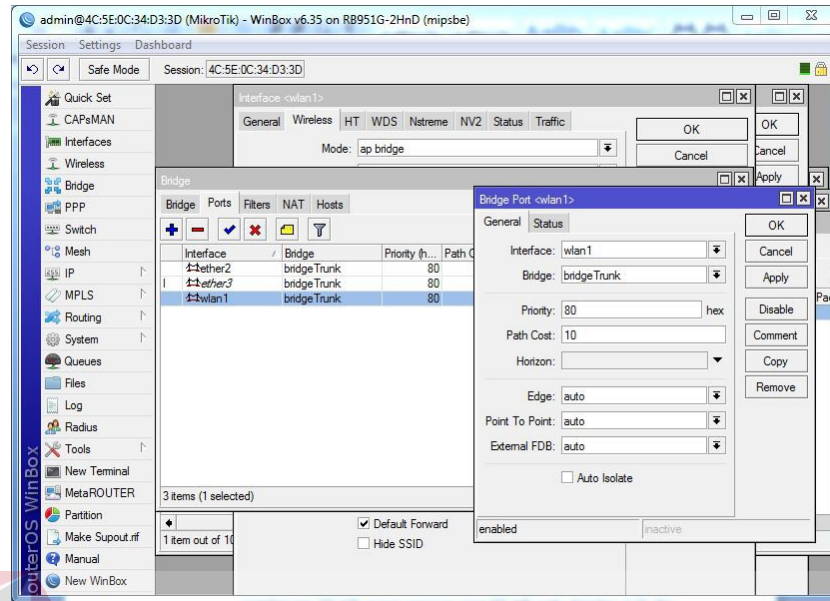 admin@4C:5E:0C:34:D3:3D (MikroTik) - WinBox v6.35 on RB951G-2HnD (mipsbe)
Session Settings Dashboard
Safe Mode Session: 4C:5E:0C:34:D3:3D
Quick Set
CAPsMAN
Interfaces
Wireless
Bridge
PPP
Switch
Mesh
IP
MPLS
Routing
System
Queues
Files
Log
Radius
Tools
New Terminal
MetaROUTER
Partition
Make Supout.rif
Manual
New WinBox
RouterOS WinBox
Interface <wlan1>
General Wireless HT WDS Nstreme NV2 Status Traffic
Mode: ap bridge
OK
Cancel
OK
Cancel
Apply
Bridge
Bridge Ports Filters NAT Hosts
Interface / Bridge Priority (h... Path C
ether2 bridgeTrunk 80
I ether3 bridgeTrunk 80
wlan1 bridgeTrunk 80
3 items (1 selected)
1 item out of 10
Default Forward
Hide SSID
Bridge Port <wlan1>
General Status
Interface: wlan1
Bridge: bridgeTrunk
Priority: 80 hex
Path Cost: 10
Horizon:
Edge: auto
Point To Point: auto
External FDB: auto
Auto Isolate
enabled
inactive
OK
Cancel
Apply
Disable
Comment
Copy
Remove